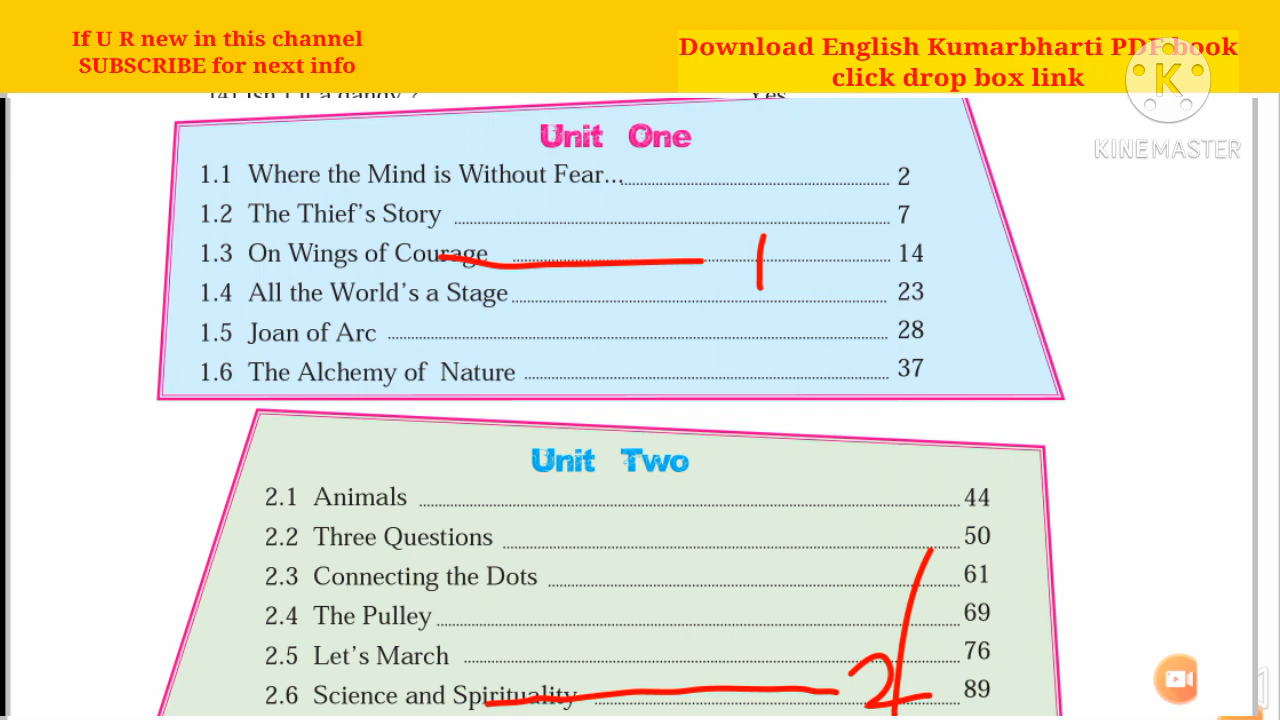 If U R new in this channel
SUBSCRIBE for next info
Download English Kumarbharti PDF book
click drop box link
K
KINEMASTER
Unit One
1.1 Where the Mind is Without Fear... 2
1.2 The Thief's Story 7
1.3 On Wings of Courage 14
1
1.4 All the World's a Stage 23
1.5 Joan of Arc 28
1.6 The Alchemy of Nature 37
Unit Two
2.1 Animals 44
2.2 Three Questions 50
2.3 Connecting the Dots 61
2.4 The Pulley 69
2.5 Let's March 76
2.6 Science and Spirituality 89
2